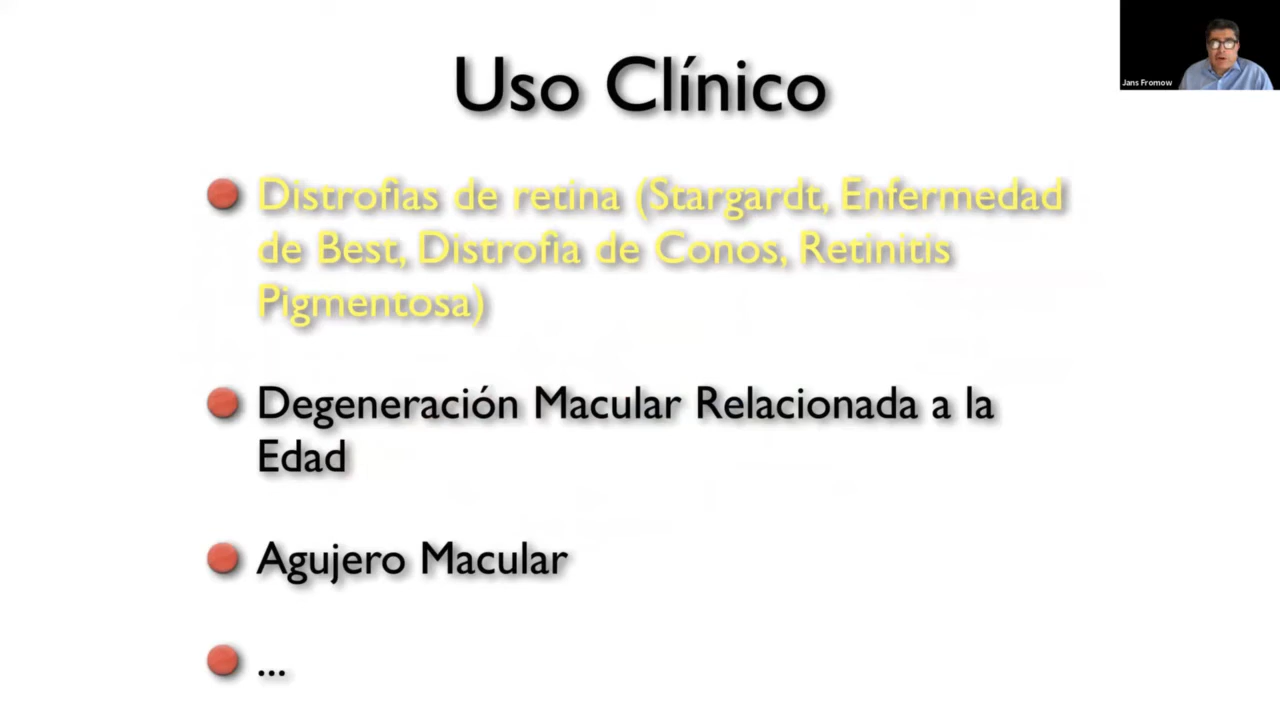 Uso Clínico
Jans Fromow
Distrofias de retina (Stargardt, Enfermedad
de Best, Distrofia de Conos, Retinitis
Pigmentosa)
Degeneración Macular Relacionada a la
Edad
Agujero Macular
...